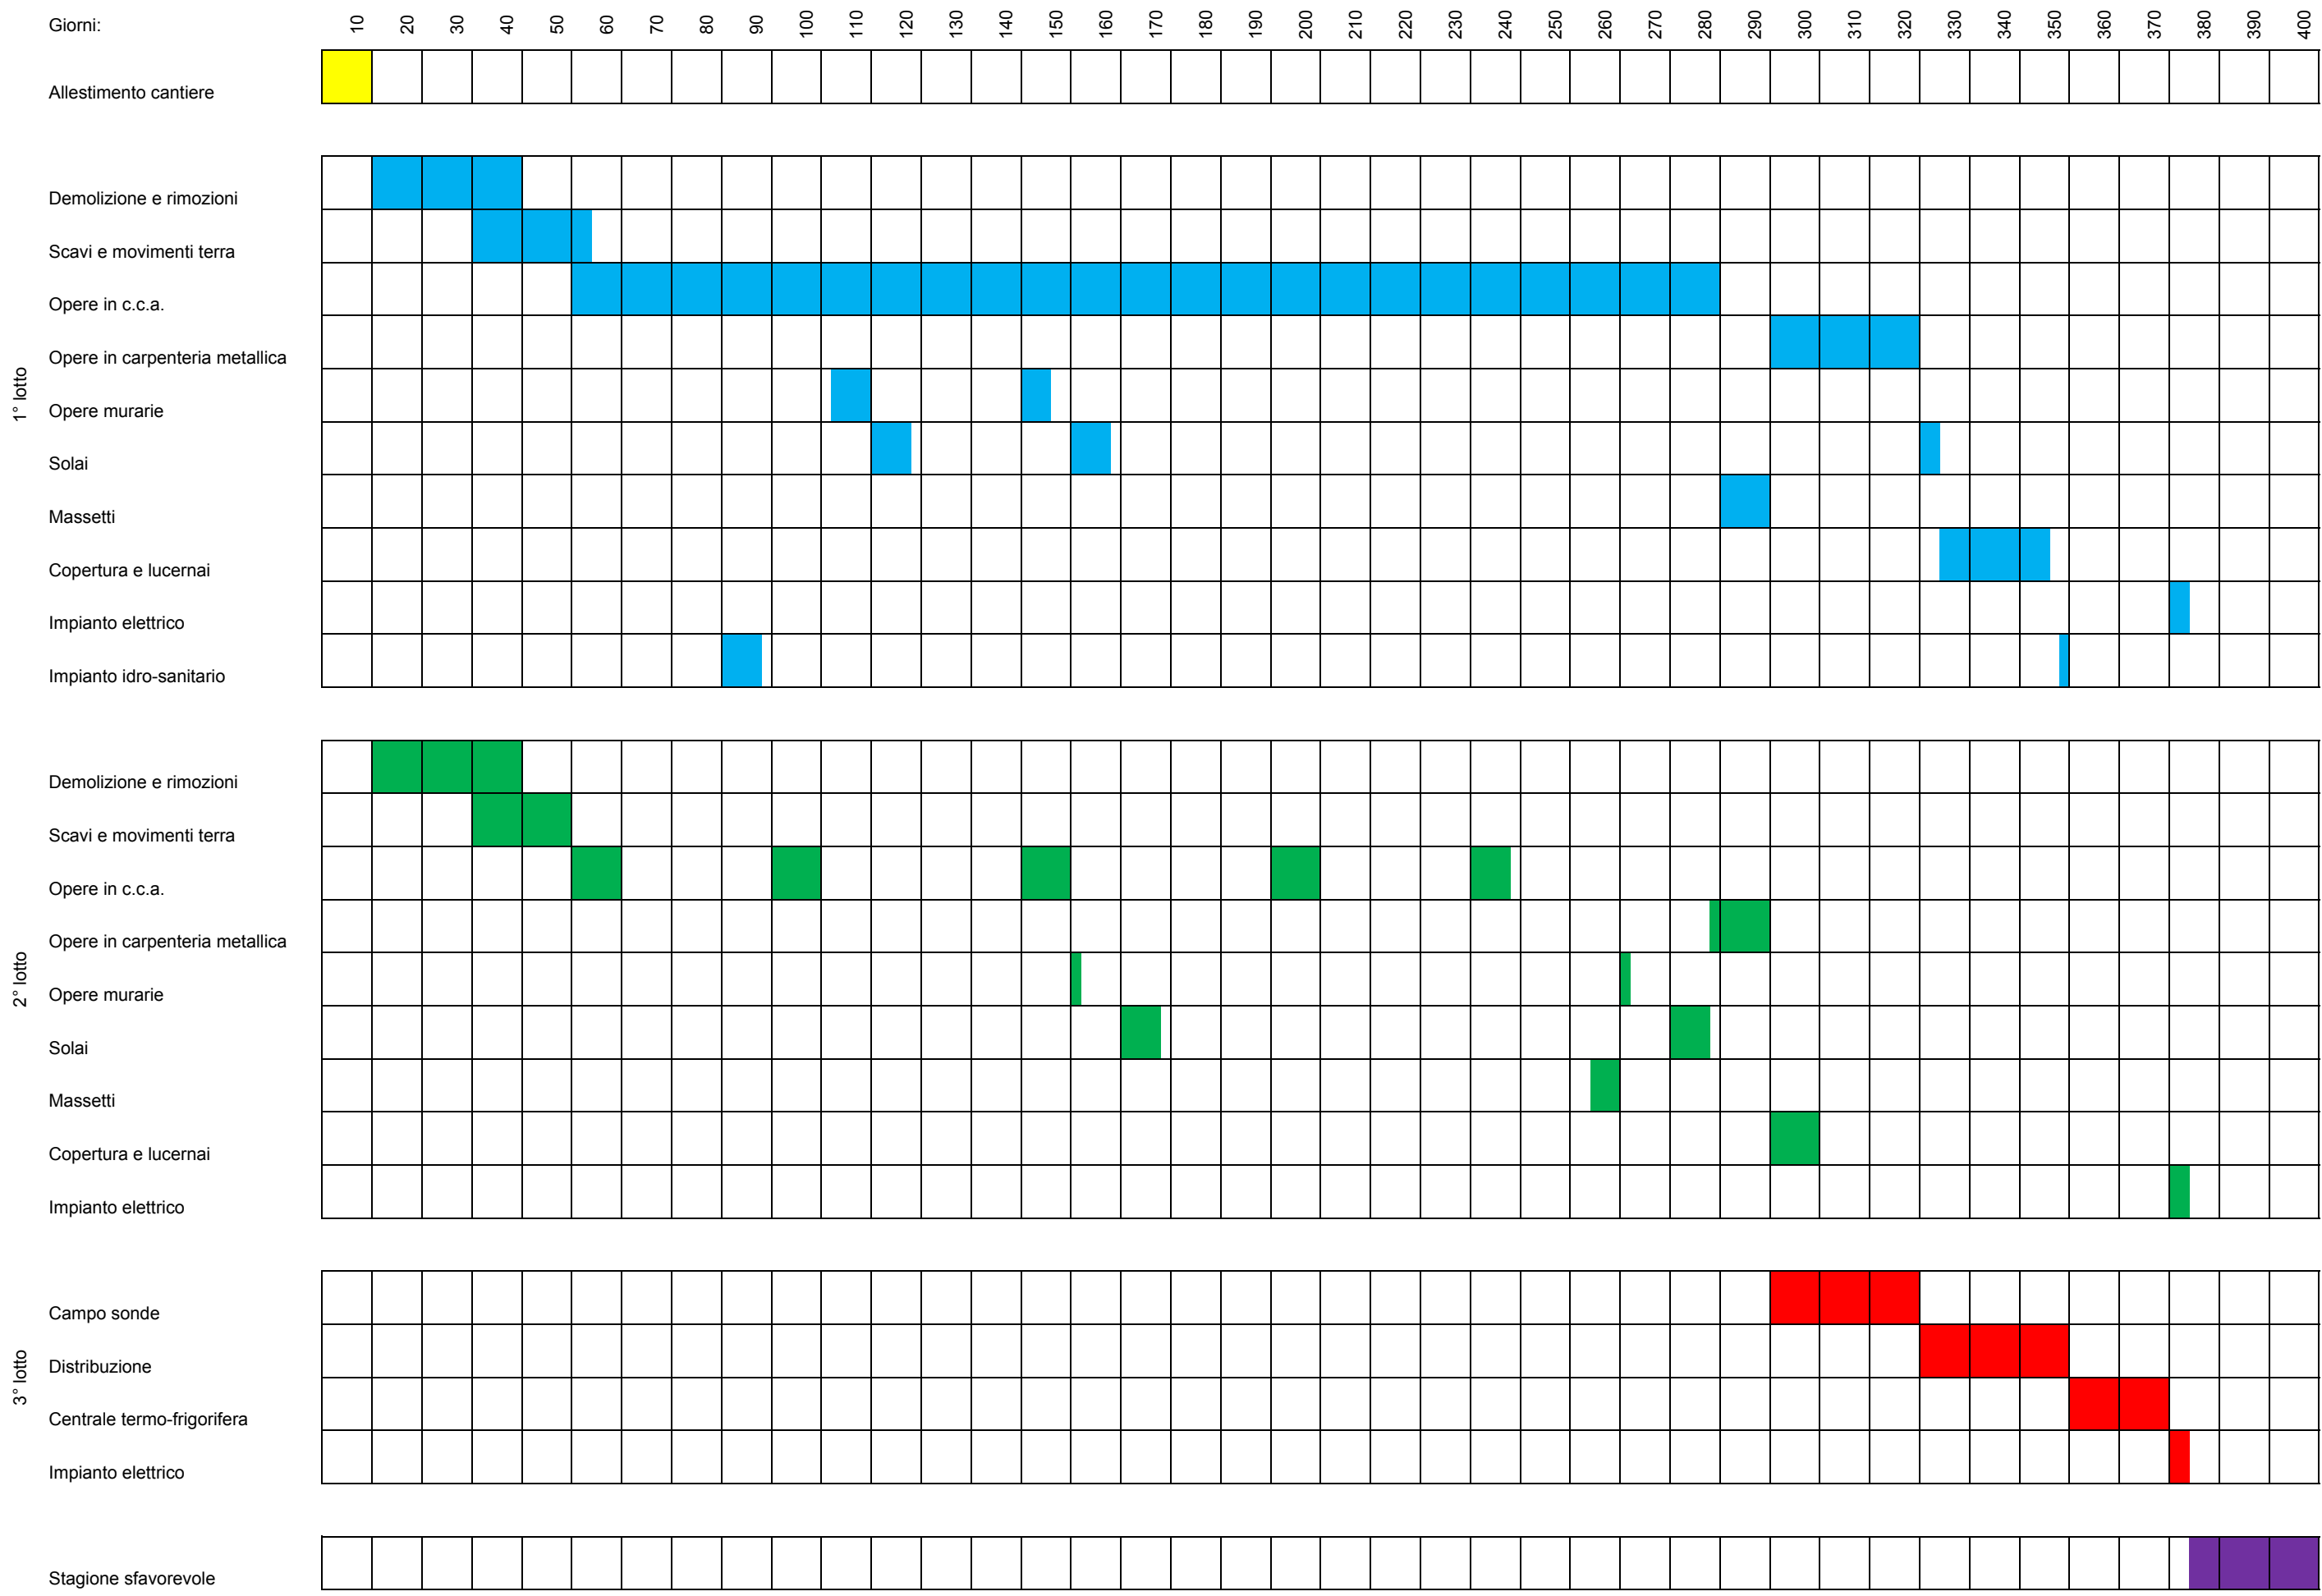 Giorni: 10 20 30 40 50 60 70 80 90 100 110 120 130 140 150 160 170 180 190 200 210 220 230 240 250 260 270 280 290 300 310 320 330 340 350 360 370 380 390 400
Allestimento cantiere
1° lotto
Demolizione e rimozioni
Scavi e movimenti terra
Opere in c.c.a.
Opere in carpenteria metallica
Opere murarie
Solai
Massetti
Copertura e lucernai
Impianto elettrico
Impianto idro-sanitario
2° lotto
Demolizione e rimozioni
Scavi e movimenti terra
Opere in c.c.a.
Opere in carpenteria metallica
Opere murarie
Solai
Massetti
Copertura e lucernai
Impianto elettrico
3° lotto
Campo sonde
Distribuzione
Centrale termo-frigorifera
Impianto elettrico
Stagione sfavorevole